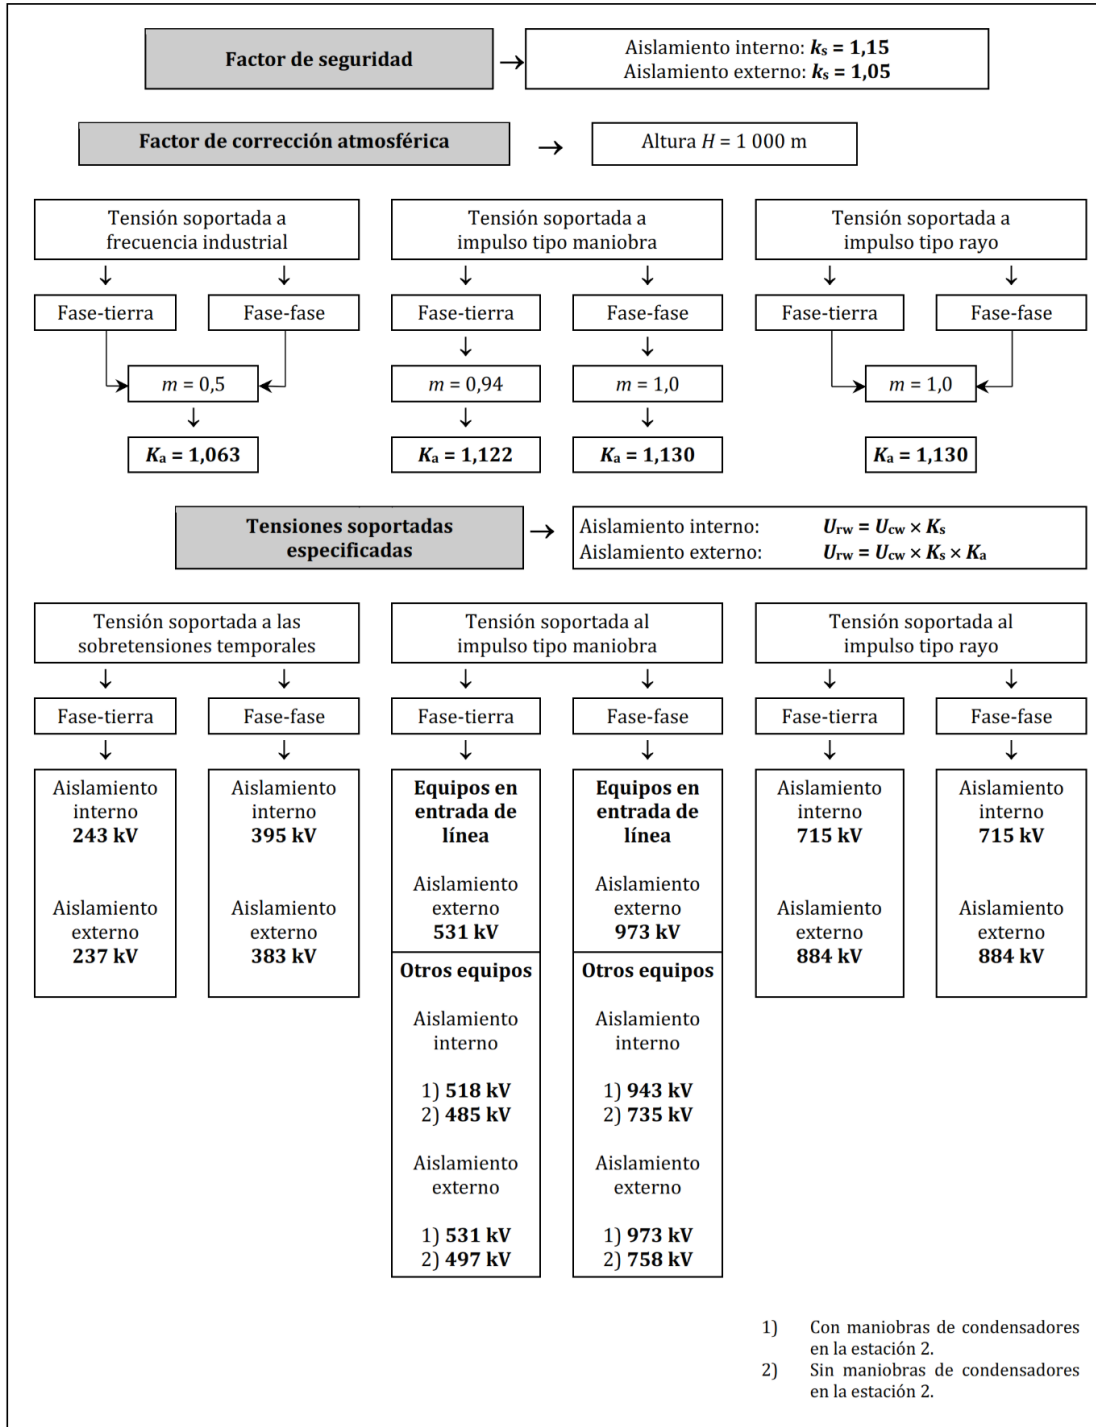 Factor de seguridad
→
Aislamiento interno: ks = 1,15
Aislamiento externo: ks = 1,05
Factor de corrección atmosférica
→
Altura H = 1 000 m
Tensión soportada a
frecuencia industrial
Tensión soportada a
impulso tipo maniobra
Tensión soportada a
impulso tipo rayo
Fase-tierra
Fase-fase
Fase-tierra
Fase-fase
Fase-tierra
Fase-fase
m = 0,5
m = 0,94
m = 1,0
m = 1,0
Ka = 1,063
Ka = 1,122
Ka = 1,130
Ka = 1,130
Tensiones soportadas
especificadas
→
Aislamiento interno: Urw = Ucw × Ks
Aislamiento externo: Urw = Ucw × Ks × Ka
Tensión soportada a las
sobretensiones temporales
Tensión soportada al
impulso tipo maniobra
Tensión soportada al
impulso tipo rayo
Fase-tierra
Fase-fase
Fase-tierra
Fase-fase
Fase-tierra
Fase-fase
Aislamiento
interno
243 kV
Aislamiento
externo
237 kV
Aislamiento
interno
395 kV
Aislamiento
externo
383 kV
Equipos en
entrada de
línea
Aislamiento
externo
531 kV
Otros equipos
Aislamiento
interno
1) 518 kV
2) 485 kV
Aislamiento
externo
1) 531 kV
2) 497 kV
Equipos en
entrada de
línea
Aislamiento
externo
973 kV
Otros equipos
Aislamiento
interno
1) 943 kV
2) 735 kV
Aislamiento
externo
1) 973 kV
2) 758 kV
Aislamiento
interno
715 kV
Aislamiento
externo
884 kV
Aislamiento
interno
715 kV
Aislamiento
externo
884 kV
1) Con maniobras de condensadores
en la estación 2.
2) Sin maniobras de condensadores
en la estación 2.